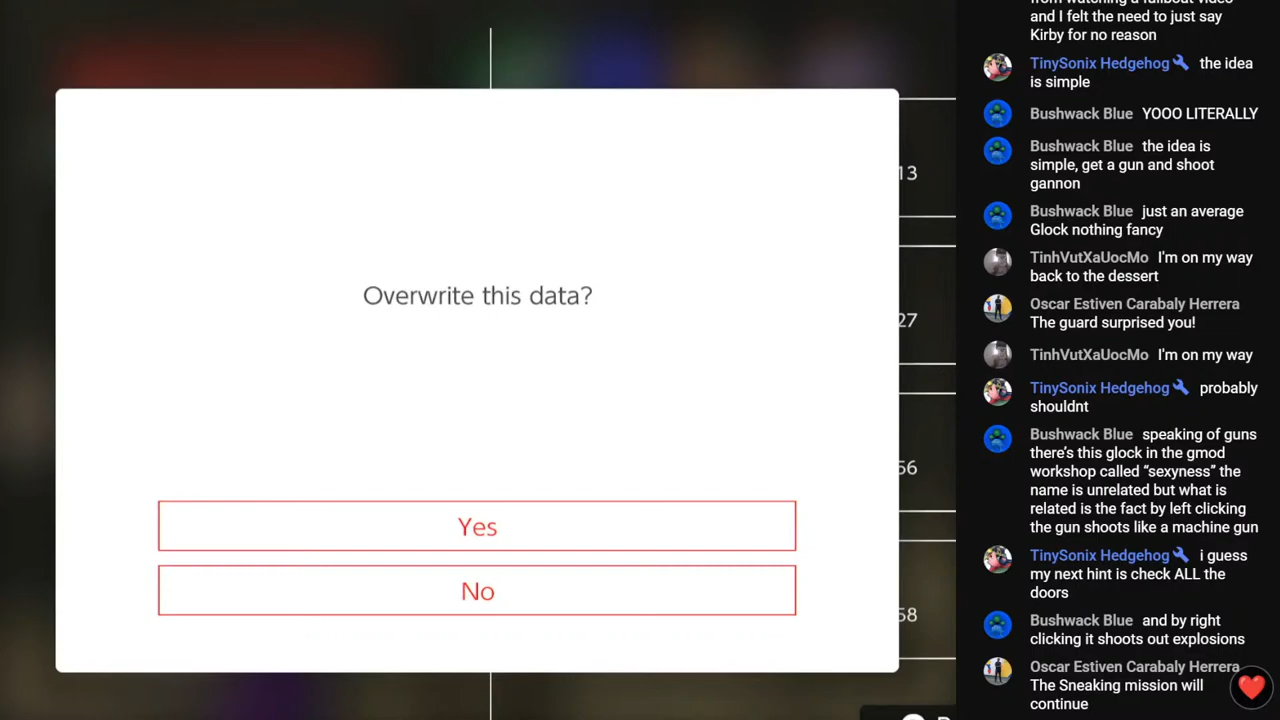 Overwrite this data?
Yes
No
13
27
56
58
from watching a fallout video
and I felt the need to just say
Kirby for no reason
TinySonix Hedgehog the idea
is simple
Bushwack Blue YOOO LITERALLY
Bushwack Blue the idea is
simple, get a gun and shoot
gannon
Bushwack Blue just an average
Glock nothing fancy
TinhVutXaUocMo I'm on my way
back to the dessert
Oscar Estiven Carabaly Herrera
The guard surprised you!
TinhVutXaUocMo I'm on my way
TinySonix Hedgehog probably
shouldnt
Bushwack Blue speaking of guns
there's this glock in the gmod
workshop called “sexyness” the
name is unrelated but what is
related is the fact by left clicking
the gun shoots like a machine gun
TinySonix Hedgehog i guess
my next hint is check ALL the
doors
Bushwack Blue and by right
clicking it shoots out explosions
Oscar Estiven Carabaly Herrera
The Sneaking mission will
continue